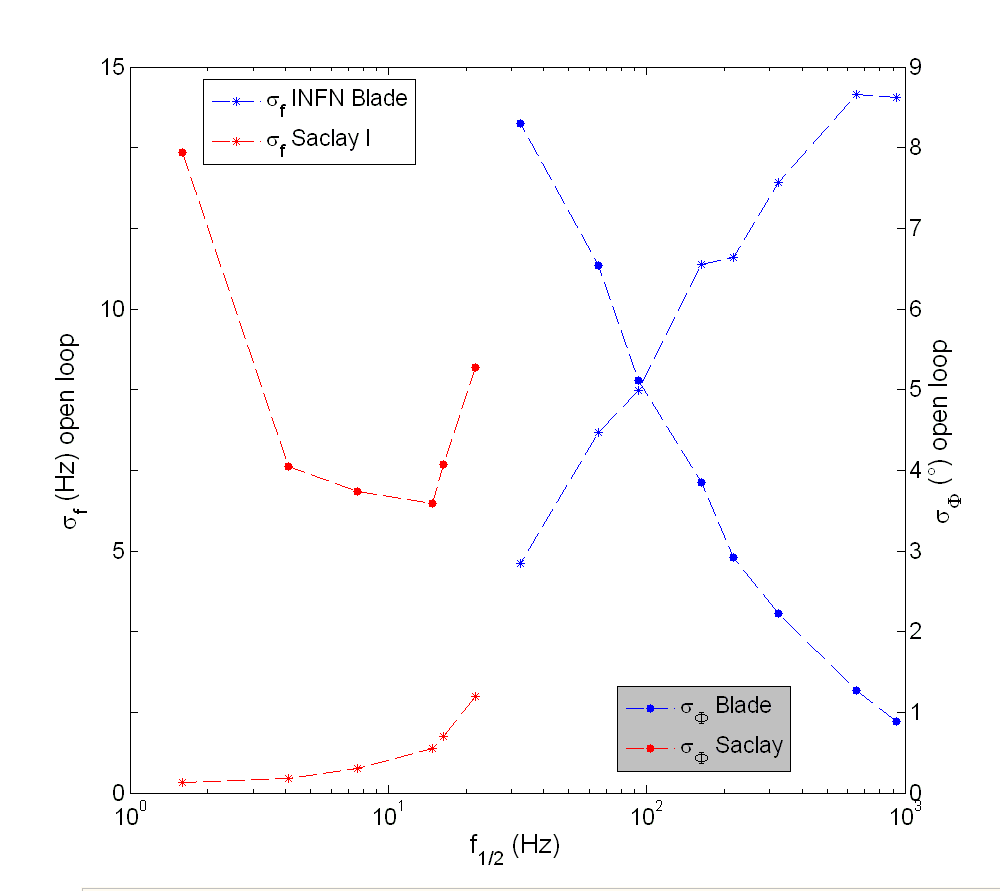 15
9
σf INFN Blade
σf Saclay I
8
7
10
6
5
4
5
3
2
σΦ Blade
σΦ Saclay
1
0
0
10^0
10^1
10^2
10^3
f1/2 (Hz)
σf (Hz) open loop
σΦ (°) open loop